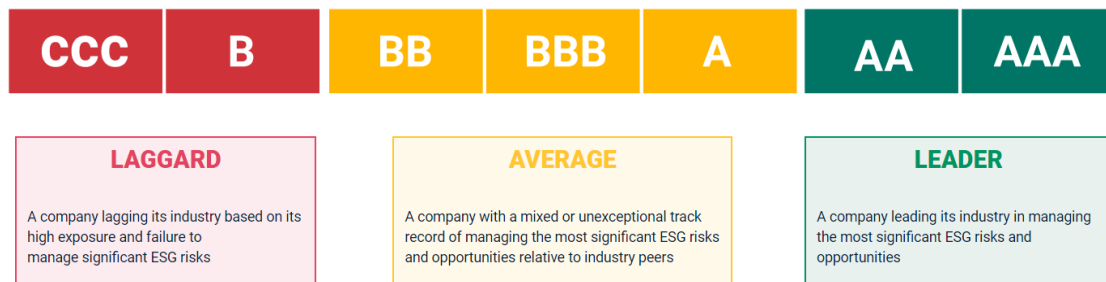 CCC B BB BBB A AA AAA
LAGGARD
A company lagging its industry based on its
high exposure and failure to
manage significant ESG risks
AVERAGE
A company with a mixed or unexceptional track
record of managing the most significant ESG risks
and opportunities relative to industry peers
LEADER
A company leading its industry in managing
the most significant ESG risks and
opportunities